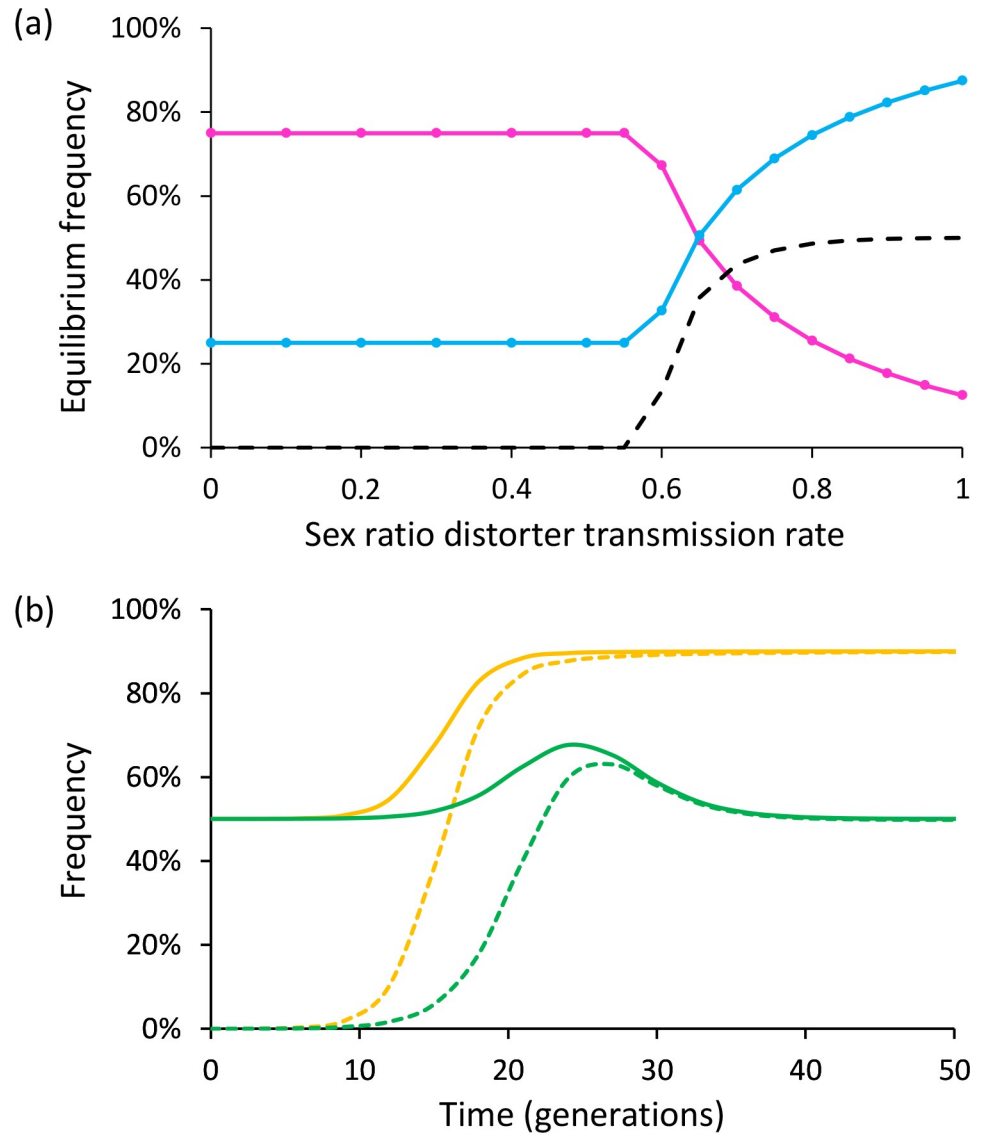 (a)
100%
80%
60%
40%
20%
0%
Equilibrium frequency
0 0.2 0.4 0.6 0.8 1
Sex ratio distorter transmission rate
(b)
100%
80%
60%
40%
20%
0%
Frequency
0 10 20 30 40 50
Time (generations)